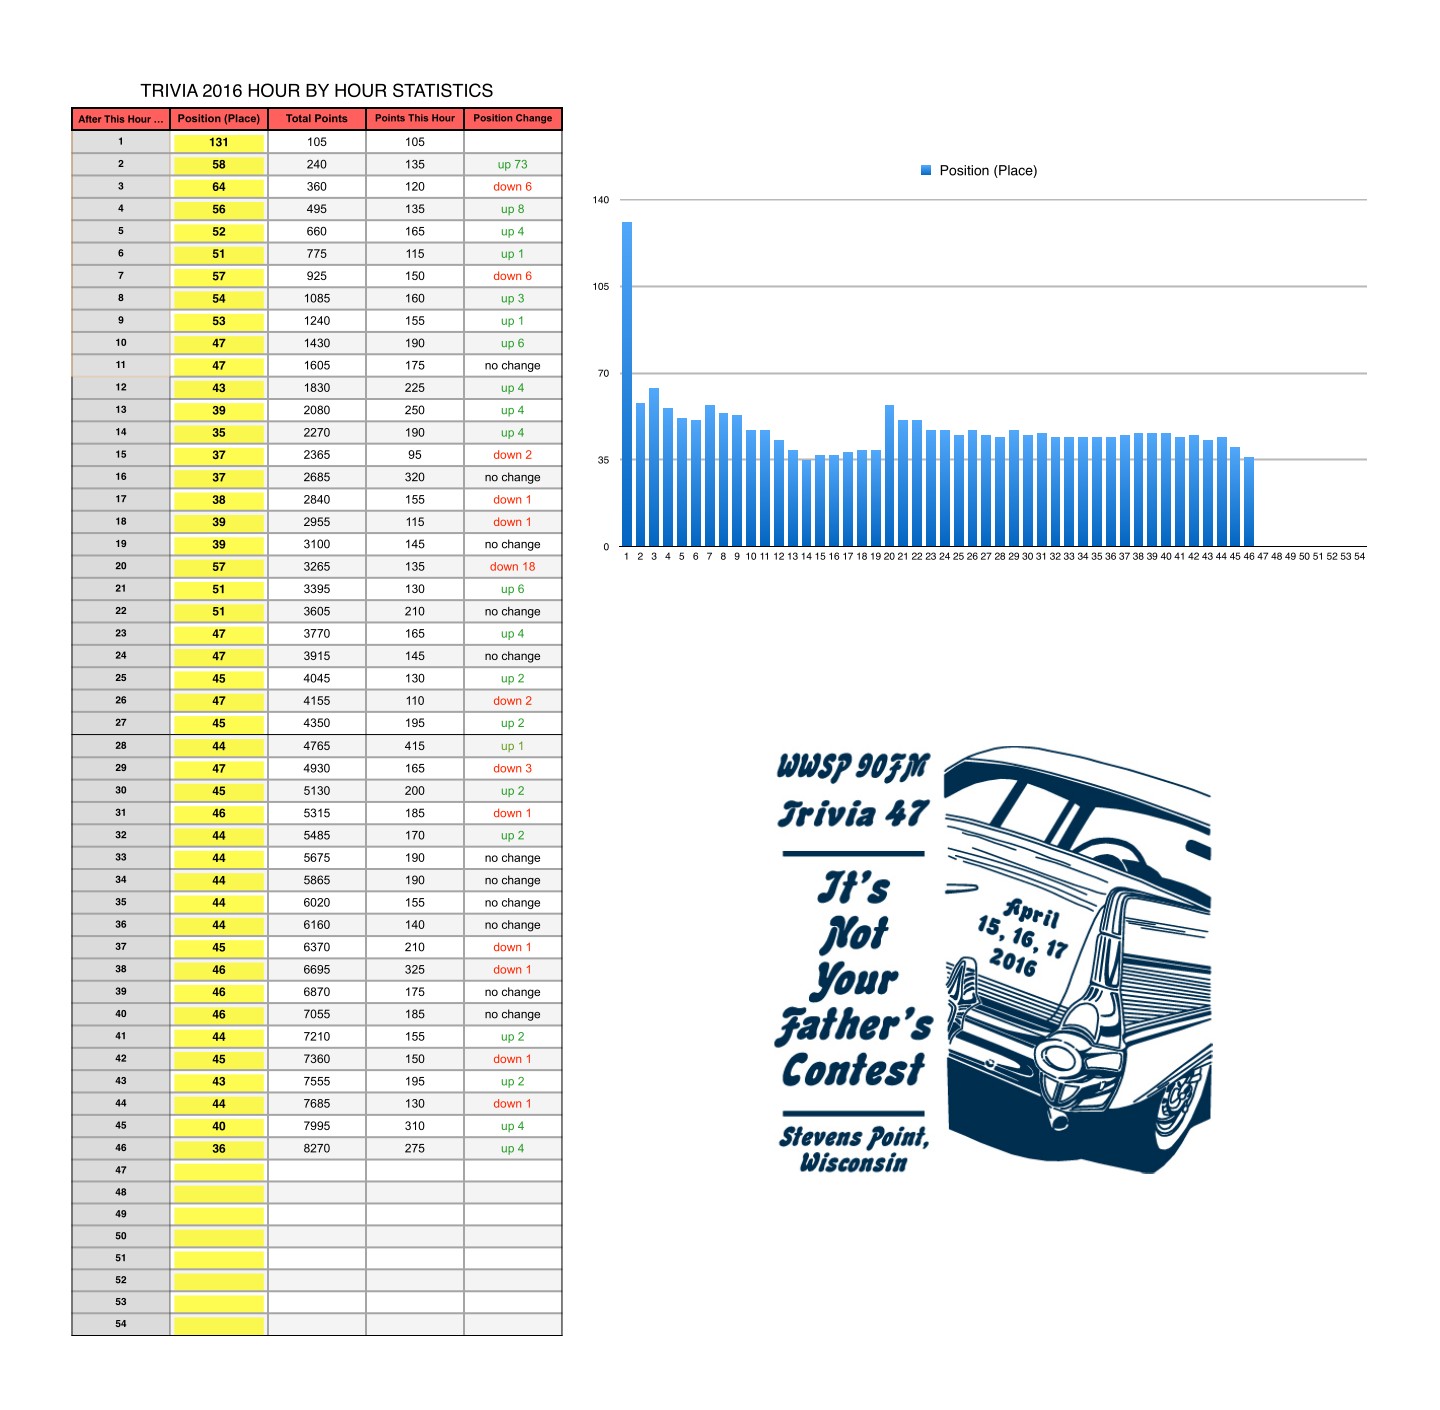 TRIVIA 2016 HOUR BY HOUR STATISTICS
After This Hour ... Position (Place) Total Points Points This Hour Position Change
1 131 105 105
2 58 240 135 up 73
3 64 360 120 down 6
4 56 495 135 up 8
5 52 660 165 up 4
6 51 775 115 up 1
7 57 925 150 down 6
8 54 1085 160 up 3
9 53 1240 155 up 1
10 47 1430 190 up 6
11 47 1605 175 no change
12 43 1830 225 up 4
13 39 2080 250 up 4
14 35 2270 190 up 4
15 37 2365 95 down 2
16 37 2685 320 no change
17 38 2840 155 down 1
18 39 2955 115 down 1
19 39 3100 145 no change
20 57 3265 135 down 18
21 51 3395 130 up 6
22 51 3605 210 no change
23 47 3770 165 up 4
24 47 3915 145 no change
25 45 4045 130 up 2
26 47 4155 110 down 2
27 45 4350 195 up 2
28 44 4765 415 up 1
29 47 4930 165 down 3
30 45 5130 200 up 2
31 46 5315 185 down 1
32 44 5485 170 up 2
33 44 5675 190 no change
34 44 5865 190 no change
35 44 6020 155 no change
36 44 6160 140 no change
37 45 6370 210 down 1
38 46 6695 325 down 1
39 46 6870 175 no change
40 46 7055 185 no change
41 44 7210 155 up 2
42 45 7360 150 down 1
43 43 7555 195 up 2
44 44 7685 130 down 1
45 40 7995 310 up 4
46 36 8270 275 up 4
47
48
49
50
51
52
53
54
Position (Place)
140
105
70
35
0
1 2 3 4 5 6 7 8 9 10 11 12 13 14 15 16 17 18 19 20 21 22 23 24 25 26 27 28 29 30 31 32 33 34 35 36 37 38 39 40 41 42 43 44 45 46 47 48 49 50 51 52 53 54
WWSP 90FM
Trivia 47
It's
Not
Your
Father's
Contest
Stevens Point,
Wisconsin
April
15, 16, 17
2016